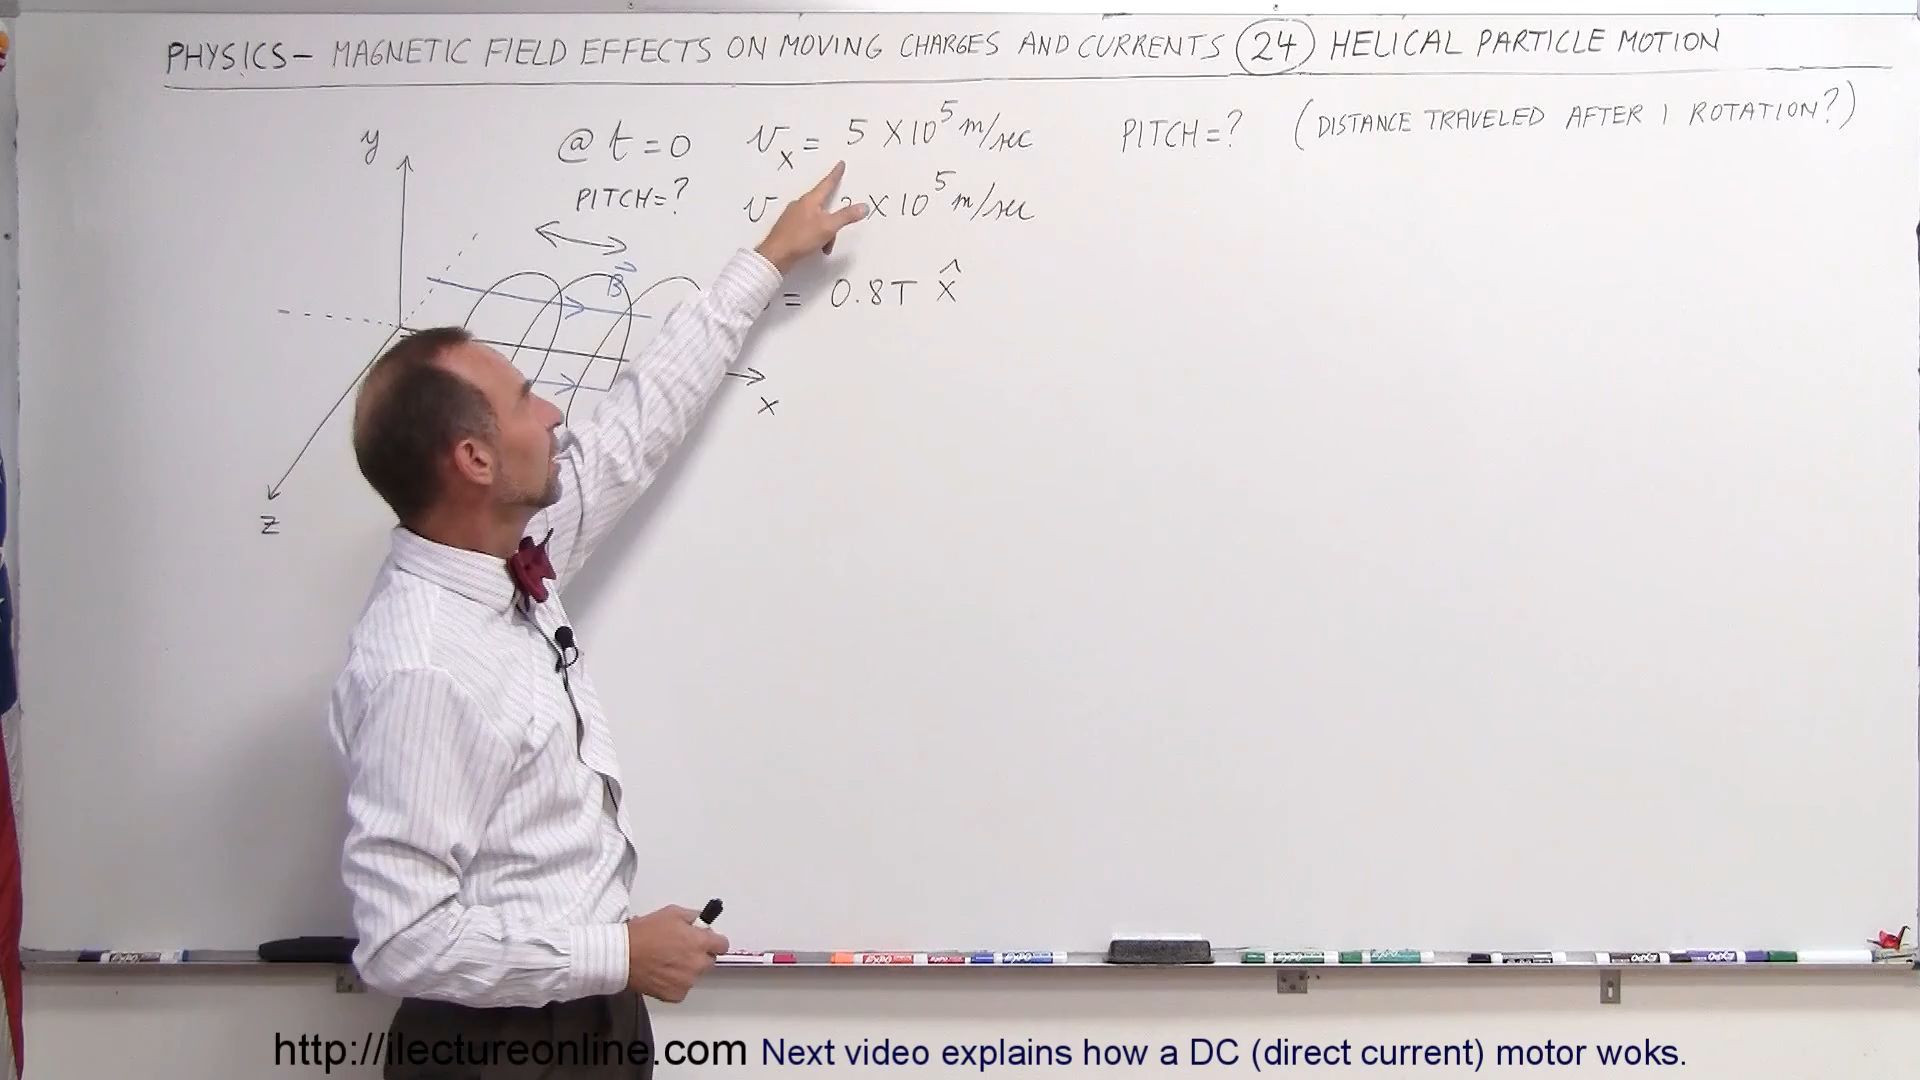 PHYSICS- MAGNETIC FIELD EFFECTS ON MOVING CHARGES AND CURRENTS (24) HELICAL PARTICLE MOTION
@ t=0 Vx = 5 X 10^5 m/sec
PITCH=? (DISTANCE TRAVELED AFTER 1 ROTATION?)
PITCH=? V X 10^5 m/sec
= 0.8T X̂
y
B⃗
x
z
EXPO
http://ilectureonline.com Next video explains how a DC (direct current) motor woks.